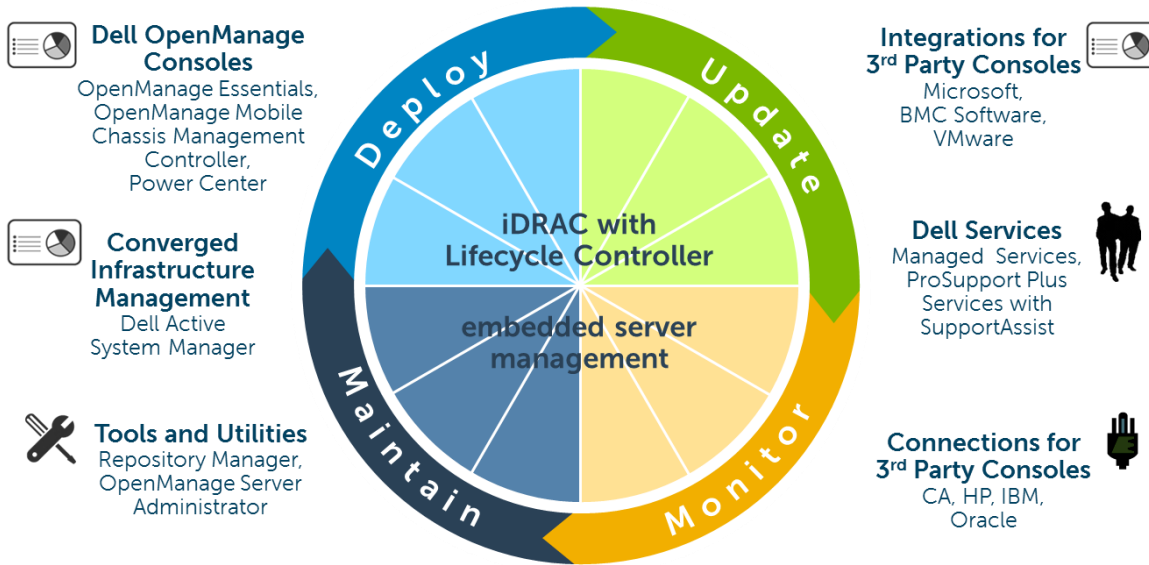 Dell OpenManage
Consoles
OpenManage Essentials,
OpenManage Mobile
Chassis Management
Controller,
Power Center
Converged
Infrastructure
Management
Dell Active
System Manager
Tools and Utilities
Repository Manager,
OpenManage Server
Administrator
Deploy
Update
Monitor
Maintain
iDRAC with
Lifecycle Controller
embedded server
management
Integrations for
3rd Party Consoles
Microsoft,
BMC Software,
VMware
Dell Services
Managed Services,
ProSupport Plus
Services with
SupportAssist
Connections for
3rd Party Consoles
CA, HP, IBM,
Oracle